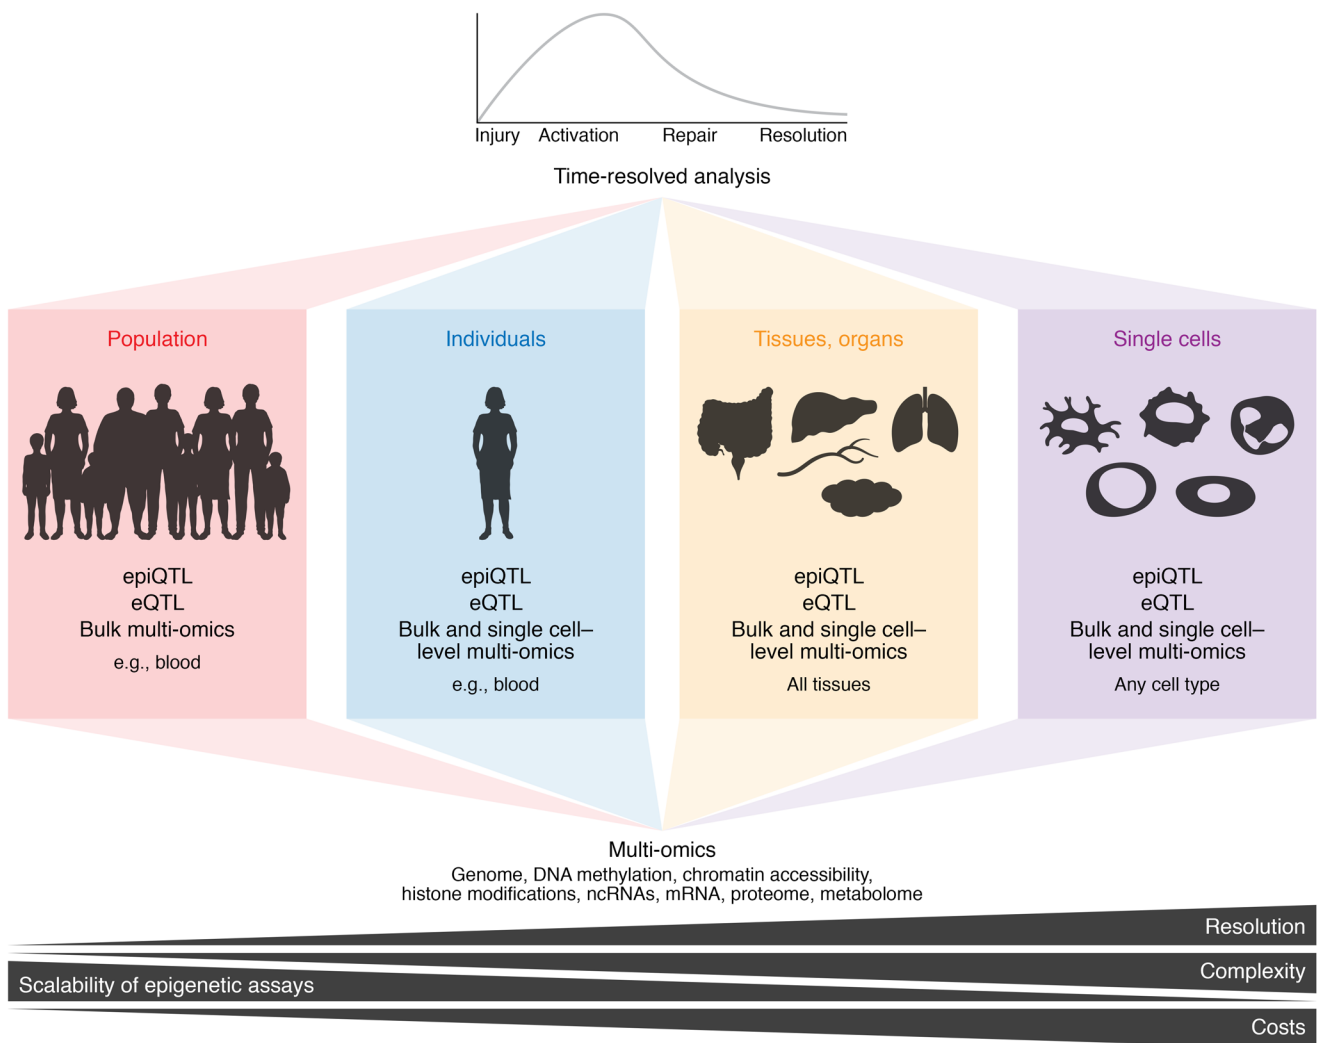 Injury Activation Repair Resolution
Time-resolved analysis
Population
epiQTL
eQTL
Bulk multi-omics
e.g., blood
Individuals
epiQTL
eQTL
Bulk and single cell–
level multi-omics
e.g., blood
Tissues, organs
epiQTL
eQTL
Bulk and single cell–
level multi-omics
All tissues
Single cells
epiQTL
eQTL
Bulk and single cell–
level multi-omics
Any cell type
Multi-omics
Genome, DNA methylation, chromatin accessibility,
histone modifications, ncRNAs, mRNA, proteome, metabolome
Resolution
Complexity
Scalability of epigenetic assays
Costs